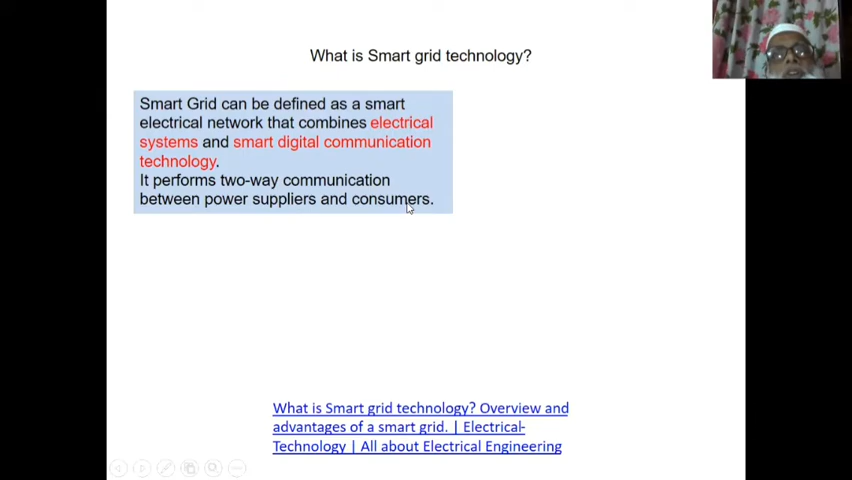 What is Smart grid technology?
Smart Grid can be defined as a smart
electrical network that combines electrical
systems and smart digital communication
technology.
It performs two-way communication
between power suppliers and consumers.
What is Smart grid technology? Overview and
advantages of a smart grid. | Electrical-
Technology | All about Electrical Engineering